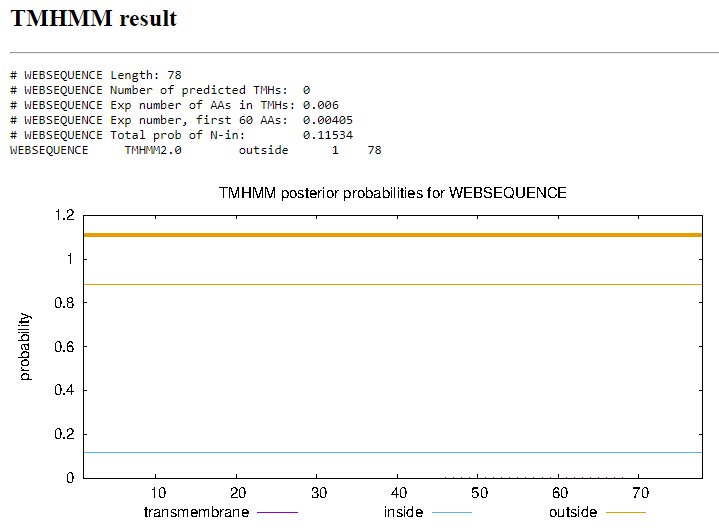 TMHMM result
# WEBSEQUENCE Length: 78
# WEBSEQUENCE Number of predicted TMHs:  0
# WEBSEQUENCE Exp number of AAs in TMHs: 0.006
# WEBSEQUENCE Exp number, first 60 AAs:  0.00405
# WEBSEQUENCE Total prob of N-in:        0.11534
WEBSEQUENCE     TMHMM2.0        outside      1    78
TMHMM posterior probabilities for WEBSEQUENCE
1.2
1
0.8
0.6
0.4
0.2
0
probability
10 20 30 40 50 60 70
transmembrane inside outside